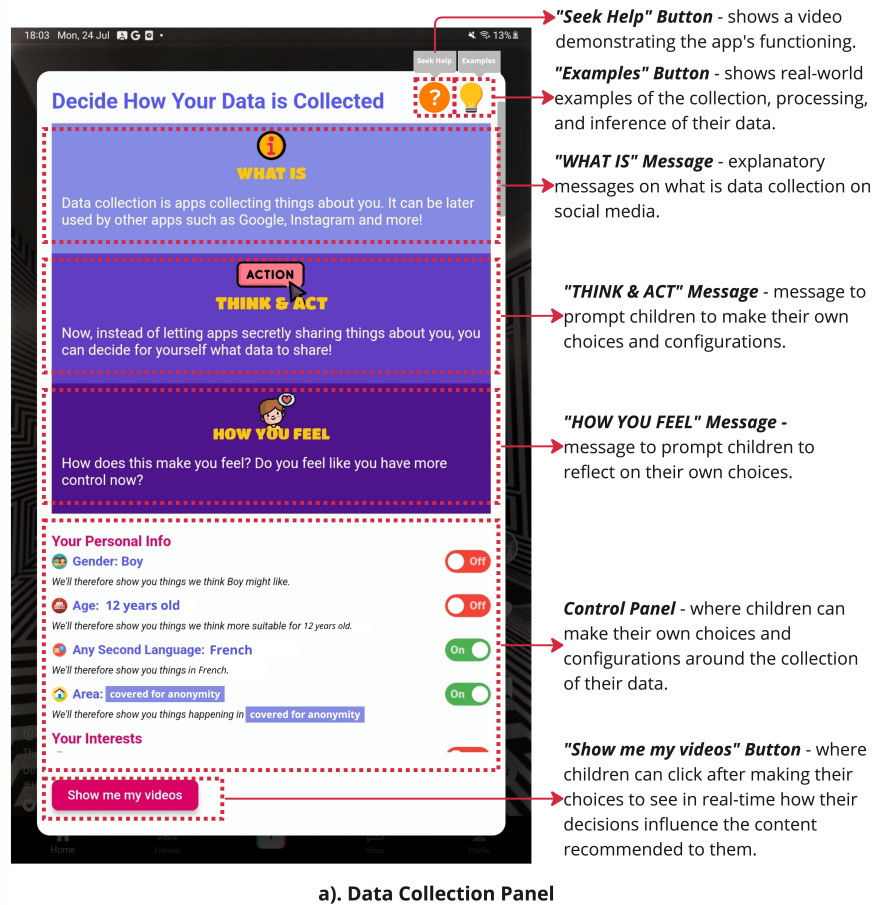 "Seek Help" Button - shows a video
demonstrating the app's functioning.
"Examples" Button - shows real-world
examples of the collection, processing,
and inference of their data.
"WHAT IS" Message - explanatory
messages on what is data collection on
social media.
"THINK & ACT" Message - message to
prompt children to make their own
choices and configurations.
"HOW YOU FEEL" Message -
message to prompt children to
reflect on their own choices.
Control Panel - where children can
make their own choices and
configurations around the collection
of their data.
"Show me my videos" Button - where
children can click after making their
choices to see in real-time how their
decisions influence the content
recommended to them.
18:03 Mon, 24 Jul G 13%
Seek Help Examples
Decide How Your Data is Collected ?
i
WHAT IS
Data collection is apps collecting things about you. It can be later
used by other apps such as Google, Instagram and more!
ACTION
THINK & ACT
Now, instead of letting apps secretly sharing things about you, you
can decide for yourself what data to share!
HOW YOU FEEL
How does this make you feel? Do you feel like you have more
control now?
Your Personal Info
Gender: Boy Off
We'll therefore show you things we think Boy might like.
Age: 12 years old Off
We'll therefore show you things we think more suitable for 12 years old.
Any Second Language: French On
We'll therefore show you things in French.
Area: covered for anonymity On
We'll therefore show you things happening in covered for anonymity
Your Interests
Show me my videos
Home Friends Inbox Profile
a). Data Collection Panel